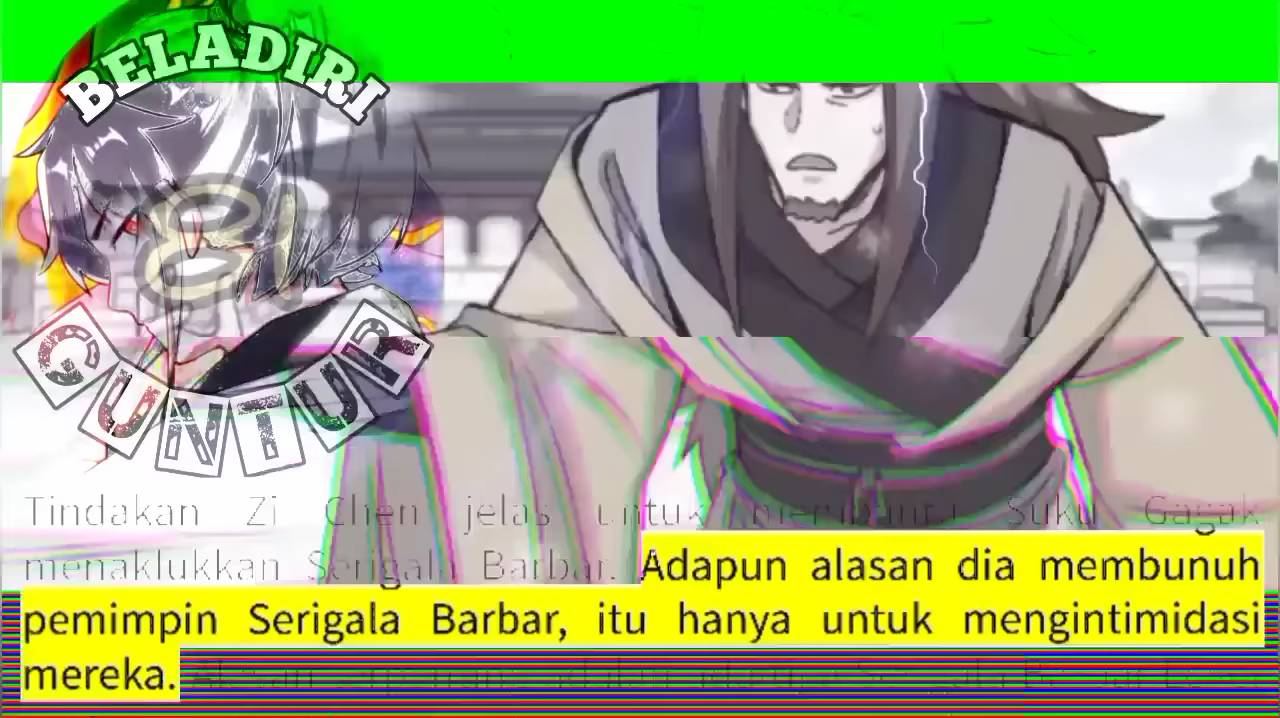 BELADIRI
81
GUNTUR
Tindakan Zi Chen jelas untuk membantu Suku Gagak
menaklukkan Serigala Barbar. Adapun alasan dia membunuh
pemimpin Serigala Barbar, itu hanya untuk mengintimidasi
mereka.